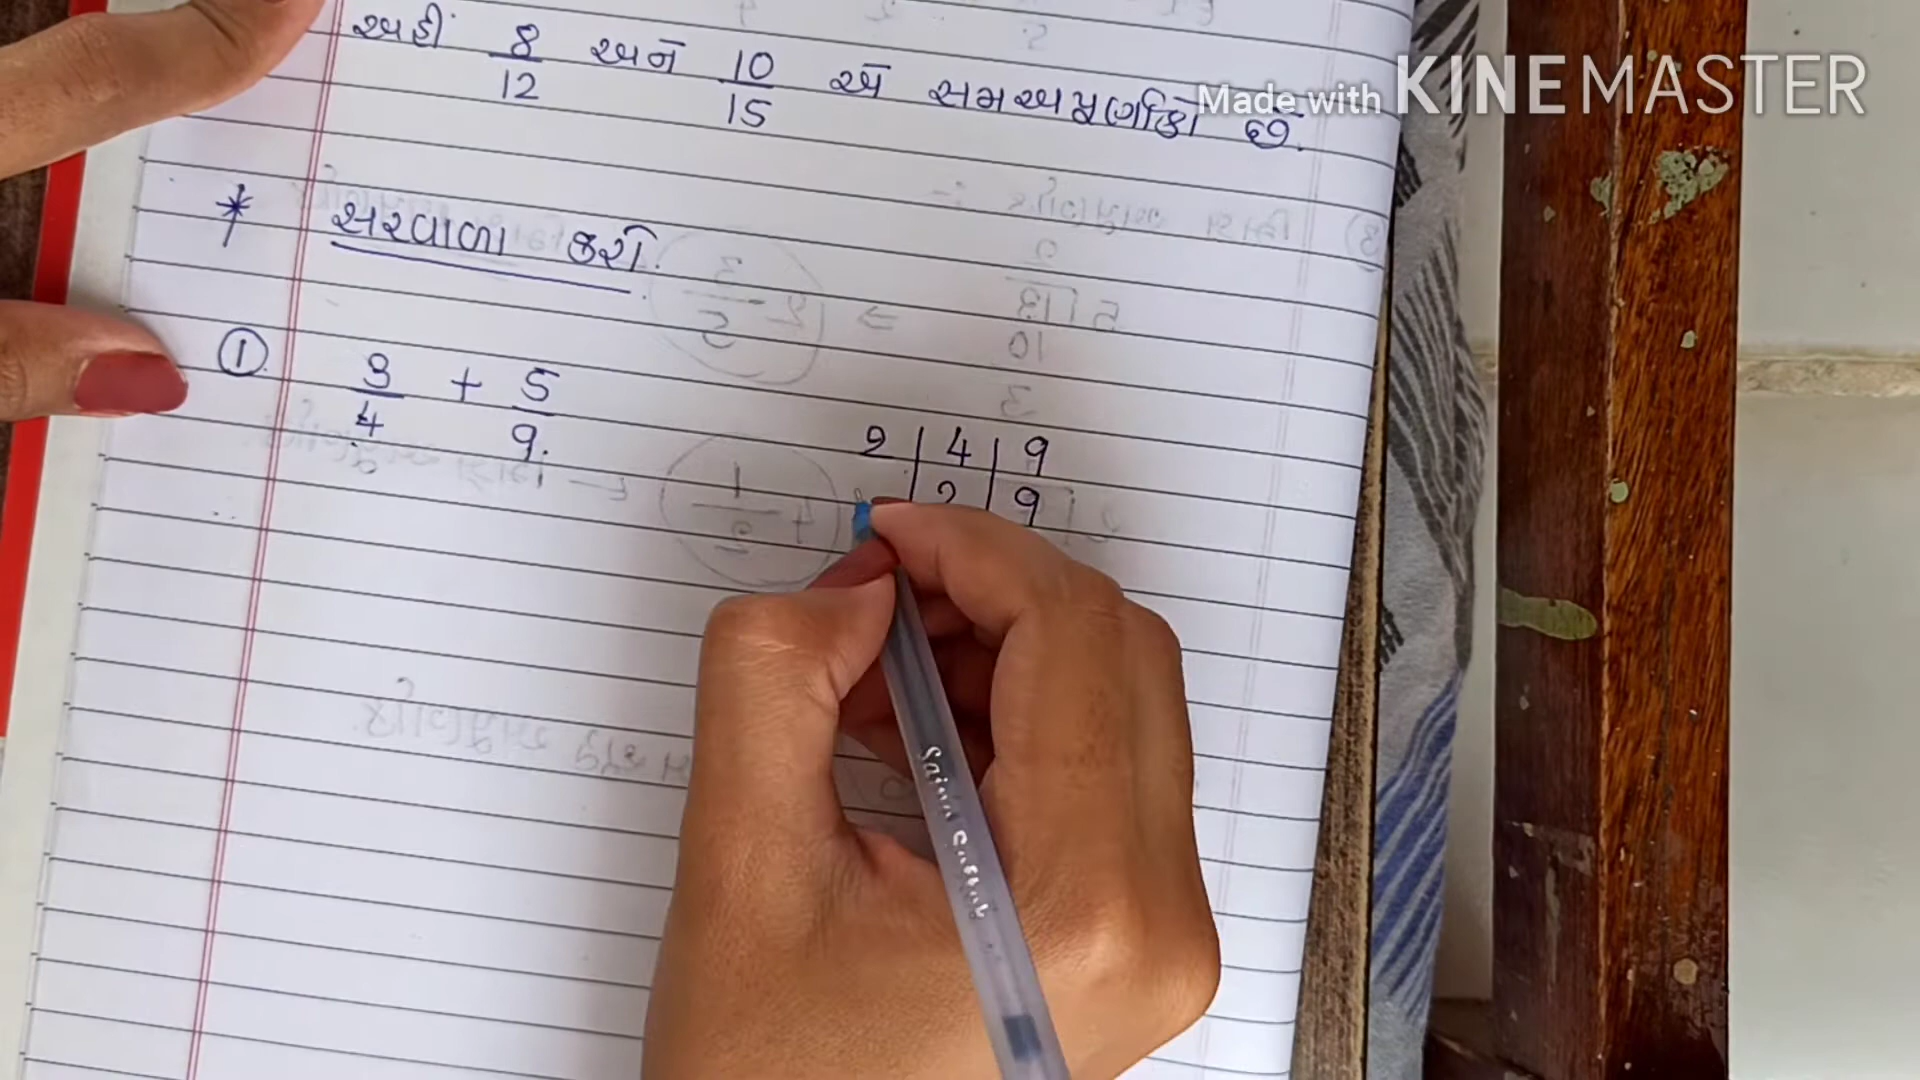 અહીં 8/12 અને 10/15 એ સમઅપૂર્ણાંકો છે.
Made with KINEMASTER
* સરવાળા કરો.
① 3/4 + 5/9.
2 | 4 | 9
2 | 9